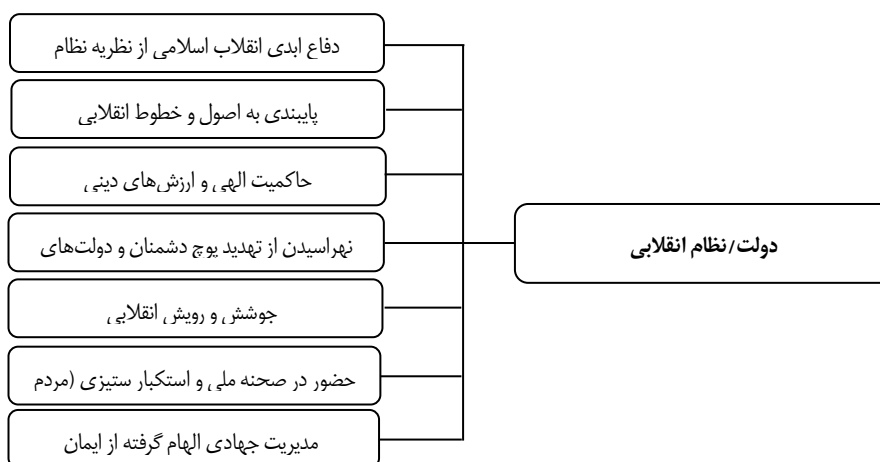 دفاع ابدی انقلاب اسلامی از نظریه نظام
پایبندی به اصول و خطوط انقلابی
حاکمیت الهی و ارزش‌های دینی
نهراسیدن از تهدید پوچ دشمنان و دولت‌های
دولت/نظام انقلابی
جوشش و رویش انقلابی
حضور در صحنه ملی و استکبار ستیزی (مردم
مدیریت جهادی الهام گرفته از ایمان